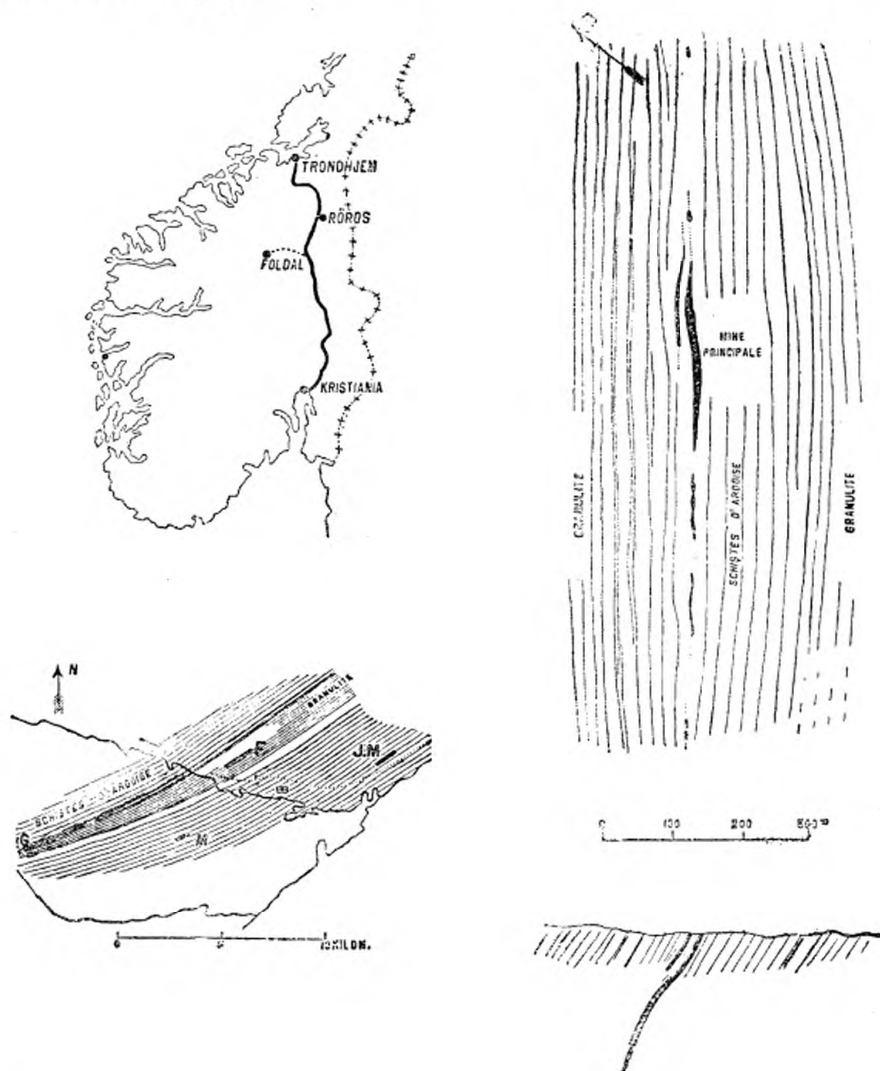 TRONDHJEM
RÖROS
FOLDAL
KRISTIANIA
MINE
PRINCIPALE
GRANULITE
SCHISTES D'ARDOISE
GRANULITE
N
GRANULITE
F
J.M
SCHISTES D'ARDOISE
G
M
0 100 200 300 m
0 5 10 KILOM.